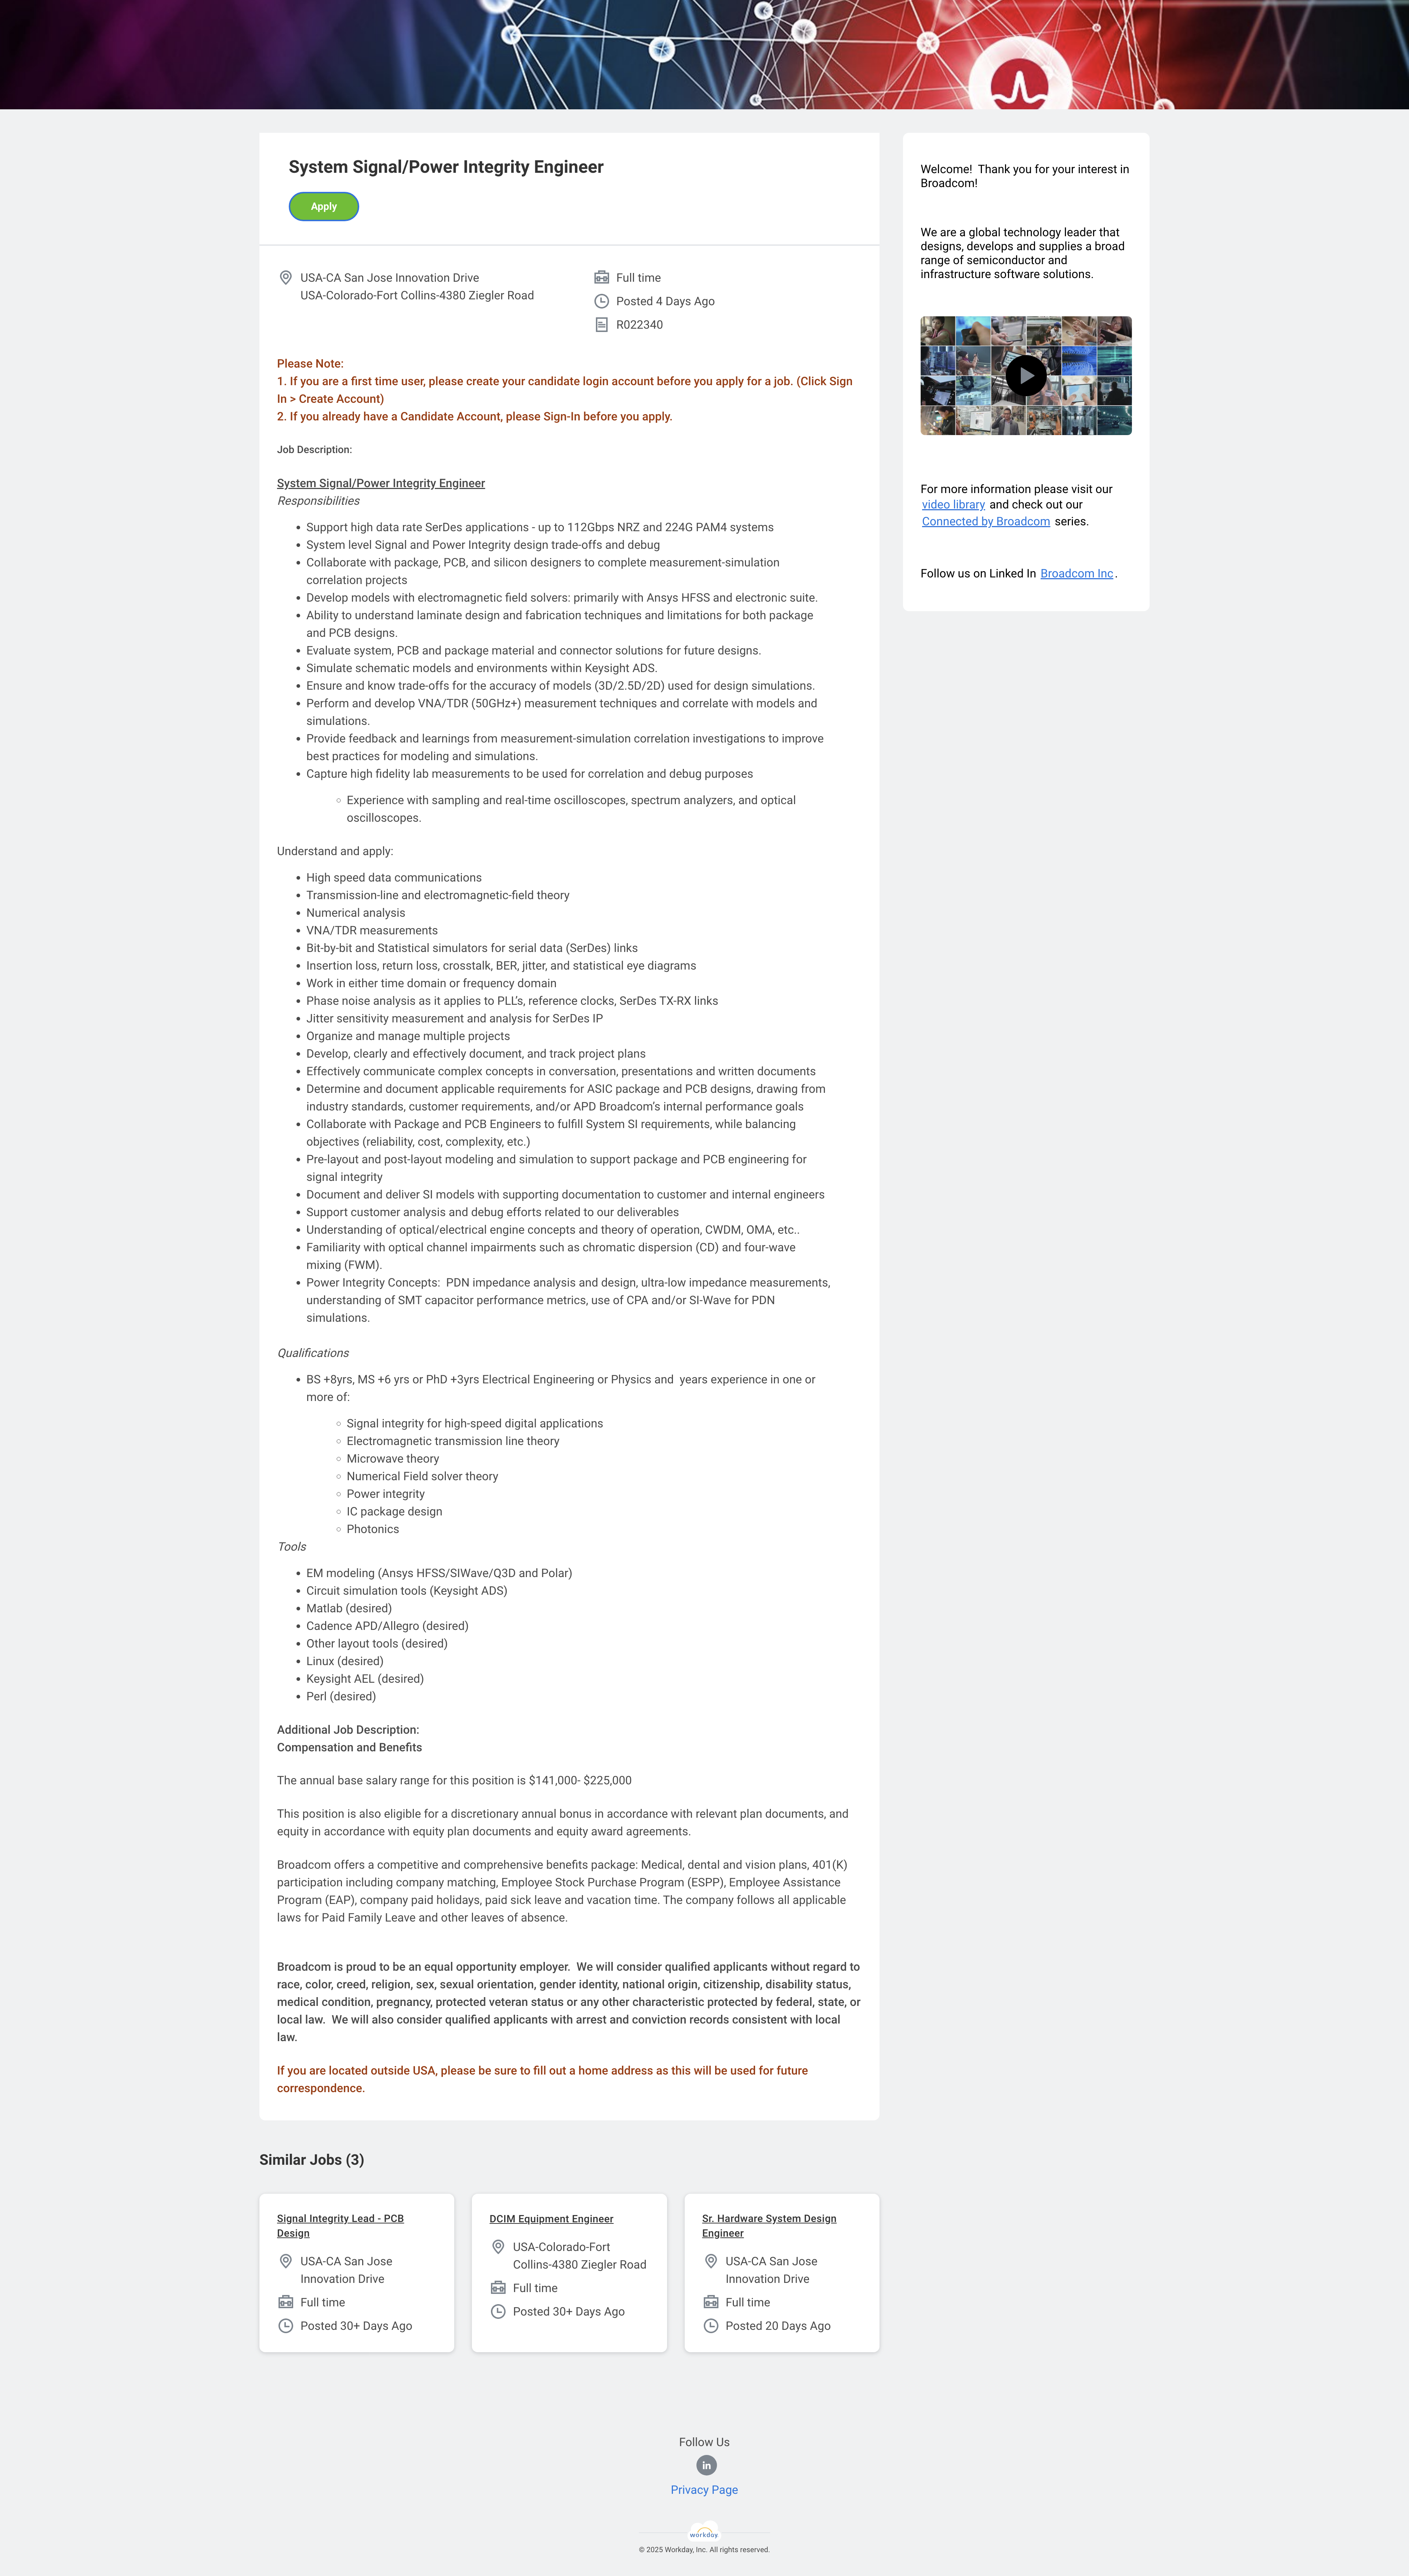 System Signal/Power Integrity Engineer
Apply
USA-CA San Jose Innovation Drive
USA-Colorado-Fort Collins-4380 Ziegler Road
Full time
Posted 4 Days Ago
R022340
Please Note:
1. If you are a first time user, please create your candidate login account before you apply for a job. (Click Sign
In > Create Account)
2. If you already have a Candidate Account, please Sign-In before you apply.
Job Description:
System Signal/Power Integrity Engineer
Responsibilities
• Support high data rate SerDes applications - up to 112Gbps NRZ and 224G PAM4 systems
• System level Signal and Power Integrity design trade-offs and debug
• Collaborate with package, PCB, and silicon designers to complete measurement-simulation
correlation projects
• Develop models with electromagnetic field solvers: primarily with Ansys HFSS and electronic suite.
• Ability to understand laminate design and fabrication techniques and limitations for both package
and PCB designs.
• Evaluate system, PCB and package material and connector solutions for future designs.
• Simulate schematic models and environments within Keysight ADS.
• Ensure and know trade-offs for the accuracy of models (3D/2.5D/2D) used for design simulations.
• Perform and develop VNA/TDR (50GHz+) measurement techniques and correlate with models and
simulations.
• Provide feedback and learnings from measurement-simulation correlation investigations to improve
best practices for modeling and simulations.
• Capture high fidelity lab measurements to be used for correlation and debug purposes
◦ Experience with sampling and real-time oscilloscopes, spectrum analyzers, and optical
oscilloscopes.
Understand and apply:
• High speed data communications
• Transmission-line and electromagnetic-field theory
• Numerical analysis
• VNA/TDR measurements
• Bit-by-bit and Statistical simulators for serial data (SerDes) links
• Insertion loss, return loss, crosstalk, BER, jitter, and statistical eye diagrams
• Work in either time domain or frequency domain
• Phase noise analysis as it applies to PLL's, reference clocks, SerDes TX-RX links
• Jitter sensitivity measurement and analysis for SerDes IP
• Organize and manage multiple projects
• Develop, clearly and effectively document, and track project plans
• Effectively communicate complex concepts in conversation, presentations and written documents
• Determine and document applicable requirements for ASIC package and PCB designs, drawing from
industry standards, customer requirements, and/or APD Broadcom's internal performance goals
• Collaborate with Package and PCB Engineers to fulfill System SI requirements, while balancing
objectives (reliability, cost, complexity, etc.)
• Pre-layout and post-layout modeling and simulation to support package and PCB engineering for
signal integrity
• Document and deliver SI models with supporting documentation to customer and internal engineers
• Support customer analysis and debug efforts related to our deliverables
• Understanding of optical/electrical engine concepts and theory of operation, CWDM, OMA, etc..
• Familiarity with optical channel impairments such as chromatic dispersion (CD) and four-wave
mixing (FWM).
• Power Integrity Concepts:  PDN impedance analysis and design, ultra-low impedance measurements,
understanding of SMT capacitor performance metrics, use of CPA and/or SI-Wave for PDN
simulations.
Qualifications
• BS +8yrs, MS +6 yrs or PhD +3yrs Electrical Engineering or Physics and  years experience in one or
more of:
◦ Signal integrity for high-speed digital applications
◦ Electromagnetic transmission line theory
◦ Microwave theory
◦ Numerical Field solver theory
◦ Power integrity
◦ IC package design
◦ Photonics
Tools
• EM modeling (Ansys HFSS/SIWave/Q3D and Polar)
• Circuit simulation tools (Keysight ADS)
• Matlab (desired)
• Cadence APD/Allegro (desired)
• Other layout tools (desired)
• Linux (desired)
• Keysight AEL (desired)
• Perl (desired)
Additional Job Description:
Compensation and Benefits
The annual base salary range for this position is $141,000- $225,000
This position is also eligible for a discretionary annual bonus in accordance with relevant plan documents, and
equity in accordance with equity plan documents and equity award agreements.
Broadcom offers a competitive and comprehensive benefits package: Medical, dental and vision plans, 401(K)
participation including company matching, Employee Stock Purchase Program (ESPP), Employee Assistance
Program (EAP), company paid holidays, paid sick leave and vacation time. The company follows all applicable
laws for Paid Family Leave and other leaves of absence.
Broadcom is proud to be an equal opportunity employer.  We will consider qualified applicants without regard to
race, color, creed, religion, sex, sexual orientation, gender identity, national origin, citizenship, disability status,
medical condition, pregnancy, protected veteran status or any other characteristic protected by federal, state, or
local law.  We will also consider qualified applicants with arrest and conviction records consistent with local
law.
If you are located outside USA, please be sure to fill out a home address as this will be used for future
correspondence.
Welcome!  Thank you for your interest in
Broadcom!
We are a global technology leader that
designs, develops and supplies a broad
range of semiconductor and
infrastructure software solutions.
For more information please visit our
video library and check out our
Connected by Broadcom series.
Follow us on Linked In Broadcom Inc.
Similar Jobs (3)
Signal Integrity Lead - PCB
Design
USA-CA San Jose
Innovation Drive
Full time
Posted 30+ Days Ago
DCIM Equipment Engineer
USA-Colorado-Fort
Collins-4380 Ziegler Road
Full time
Posted 30+ Days Ago
Sr. Hardware System Design
Engineer
USA-CA San Jose
Innovation Drive
Full time
Posted 20 Days Ago
Follow Us
in
Privacy Page
workday
© 2025 Workday, Inc. All rights reserved.